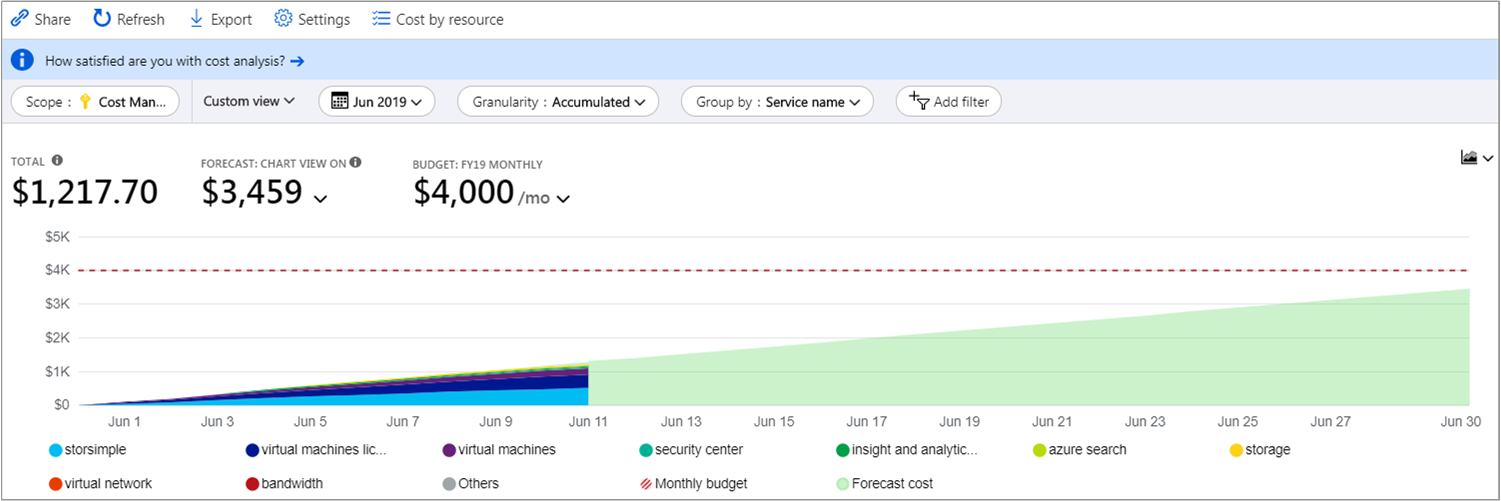 Share Refresh Export Settings Cost by resource
How satisfied are you with cost analysis?
Scope : Cost Man... Custom view Jun 2019 Granularity : Accumulated Group by : Service name Add filter
TOTAL FORECAST: CHART VIEW ON BUDGET: FY19 MONTHLY
$1,217.70 $3,459 $4,000 /mo
$5K
$4K
$3K
$2K
$1K
$0
Jun 1 Jun 3 Jun 5 Jun 7 Jun 9 Jun 11 Jun 13 Jun 15 Jun 17 Jun 19 Jun 21 Jun 23 Jun 25 Jun 27 Jun 30
storsimple virtual machines lic... virtual machines security center insight and analytic... azure search storage
virtual network bandwidth Others Monthly budget Forecast cost